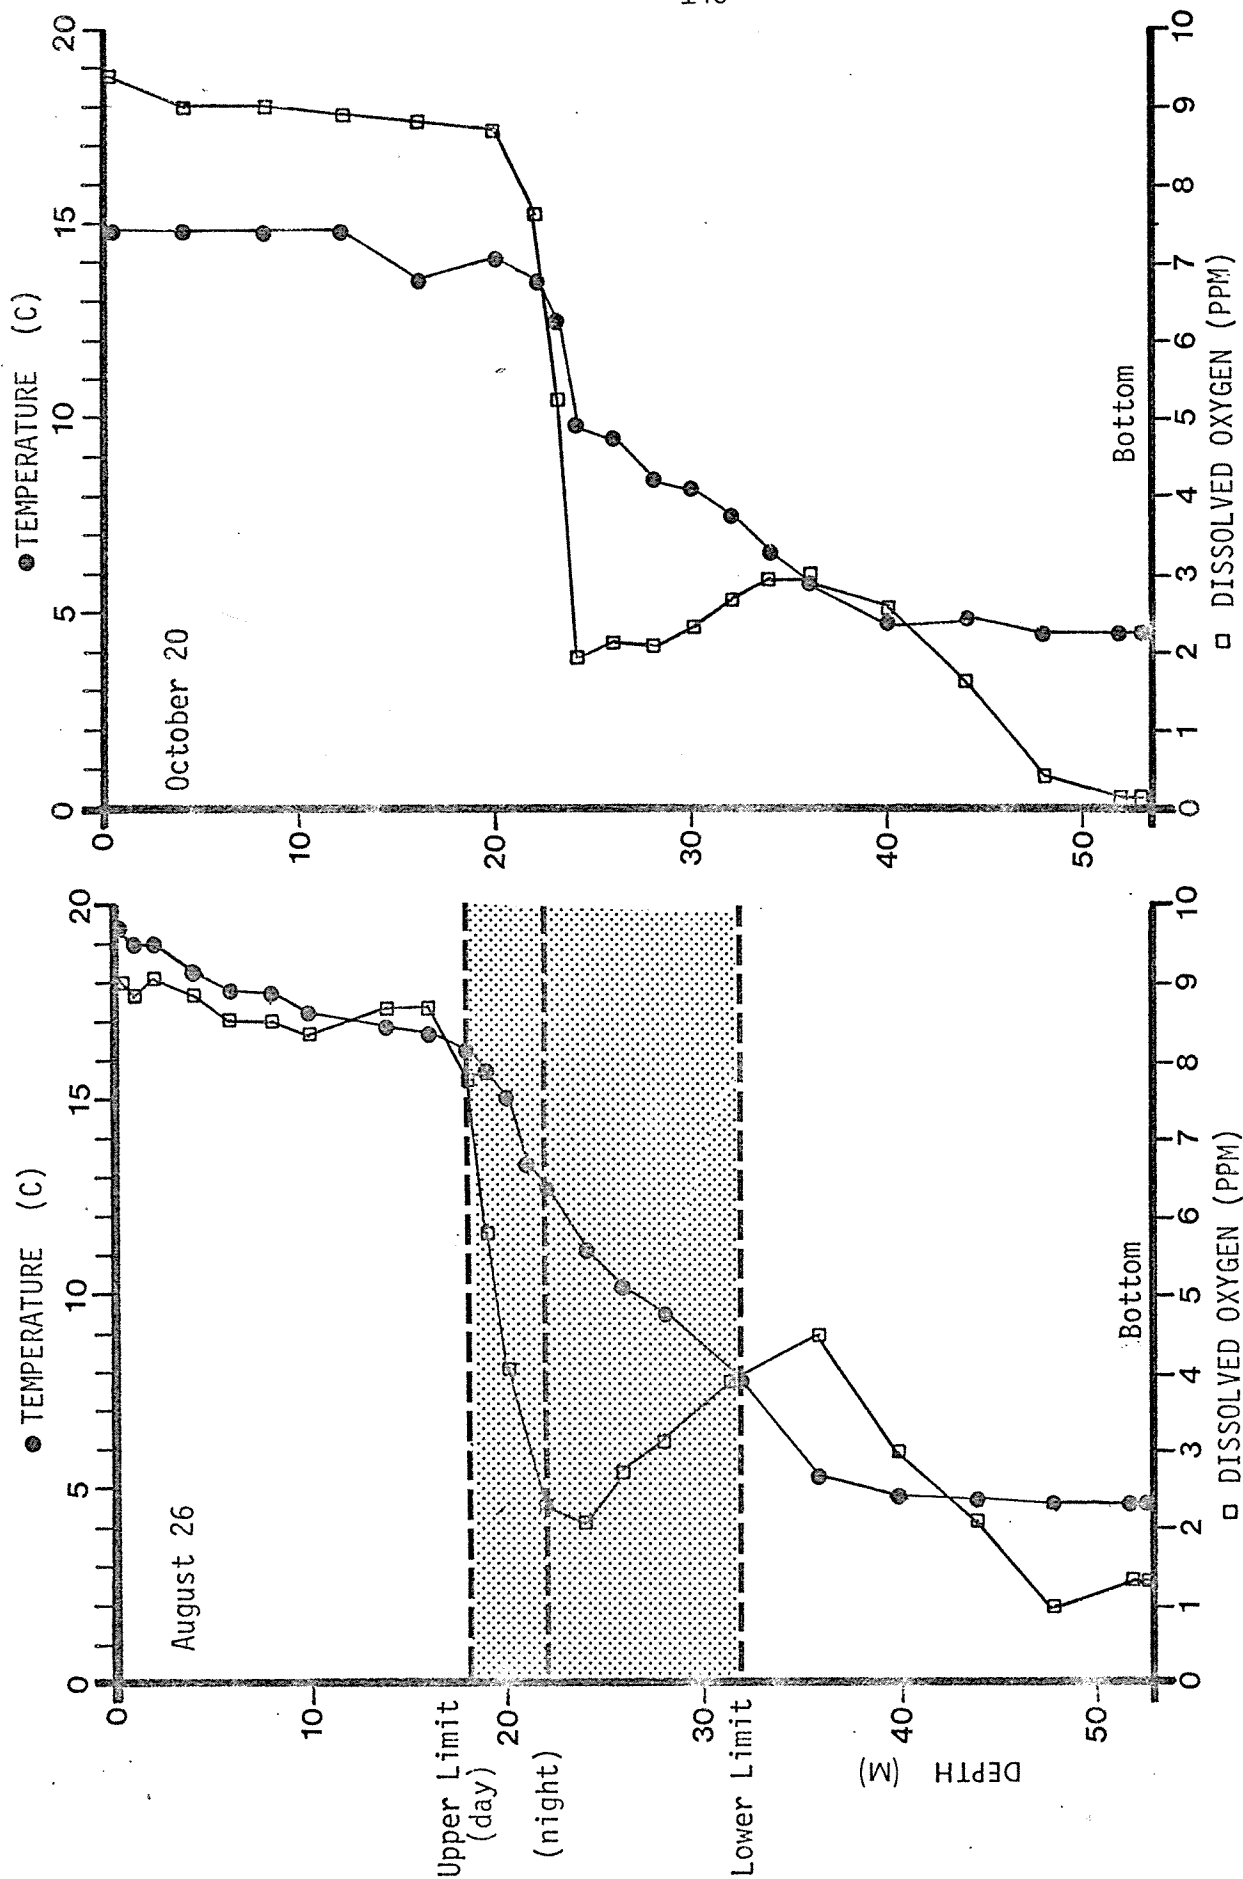 ● TEMPERATURE (C)
0 5 10 15 20
August 26
0
10
20
30
40
50
Upper Limit
(day)
(night)
Lower Limit
DEPTH (M)
Bottom
0 1 2 3 4 5 6 7 8 9 10
□ DISSOLVED OXYGEN (PPM)
● TEMPERATURE (C)
0 5 10 15 20
October 20
0
10
20
30
40
50
Bottom
0 1 2 3 4 5 6 7 8 9 10
□ DISSOLVED OXYGEN (PPM)